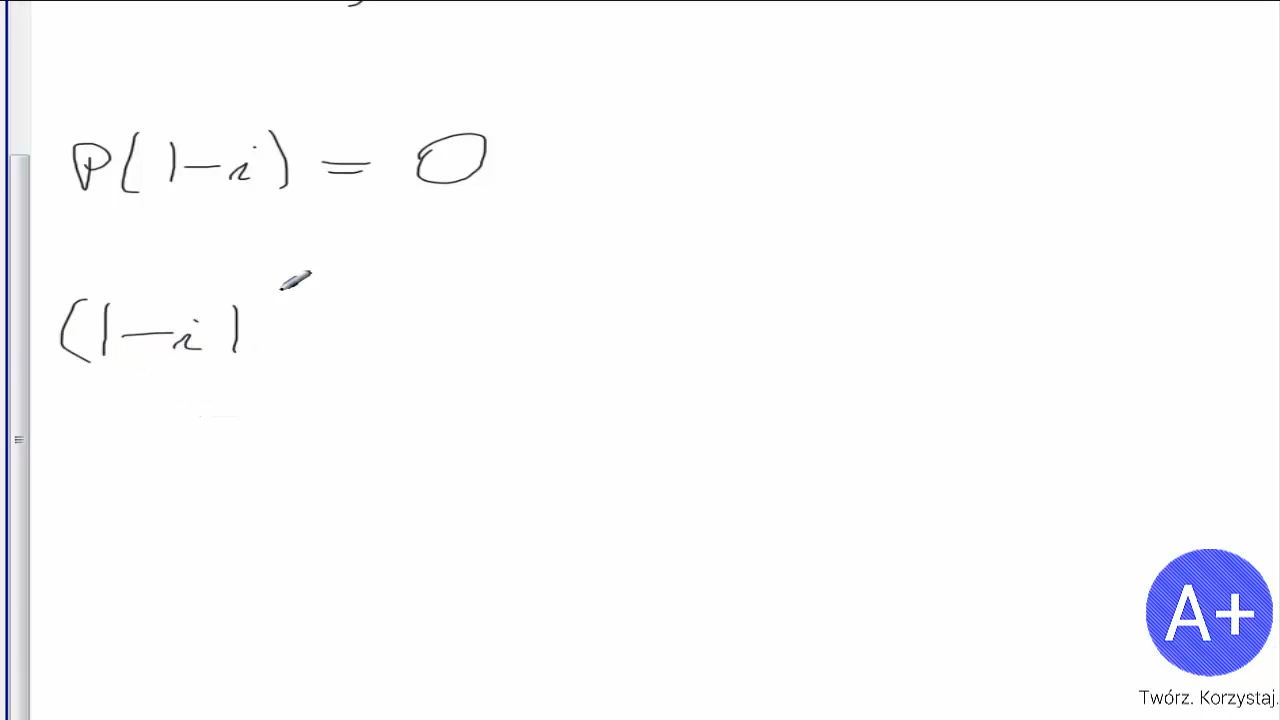 P(1-i) = 0
(1-i)
A+
Twórz. Korzystaj.